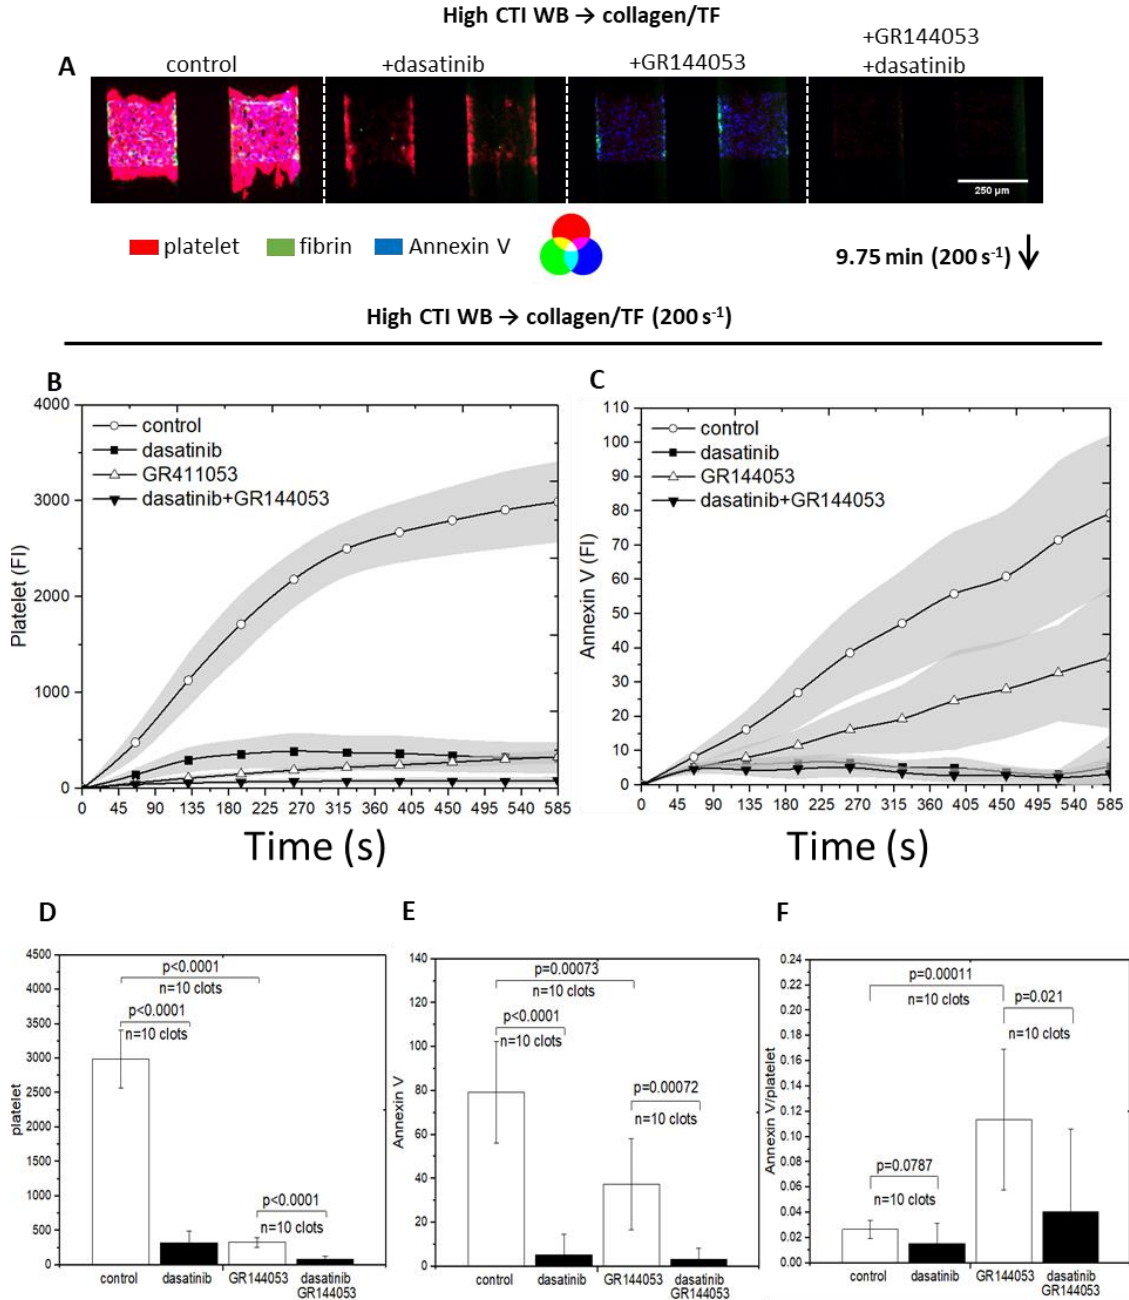 High CTI WB → collagen/TF
A
control
+dasatinib
+GR144053
+GR144053
+dasatinib
250 µm
platelet
fibrin
Annexin V
9.75 min (200 s-1)
High CTI WB → collagen/TF (200 s-1)
B
4000
3000
2000
1000
0
Platelet (FI)
control
dasatinib
GR411053
dasatinib+GR144053
0 45 90 135 180 225 270 315 360 405 450 495 540 585
Time (s)
C
110
100
90
80
70
60
50
40
30
20
10
0
Annexin V (FI)
control
dasatinib
GR144053
dasatinib+GR144053
0 45 90 135 180 225 270 315 360 405 450 495 540 585
Time (s)
D
4500
4000
3500
3000
2500
2000
1500
1000
500
0
platelet
p<0.0001
n=10 clots
p<0.0001
n=10 clots
p<0.0001
n=10 clots
control
dasatinib
GR144053
dasatinib
GR144053
E
140
120
100
80
60
40
20
0
Annexin V
p=0.00073
n=10 clots
p<0.0001
n=10 clots
p=0.00072
n=10 clots
control
dasatinib
GR144053
dasatinib
GR144053
F
0.24
0.22
0.20
0.18
0.16
0.14
0.12
0.10
0.08
0.06
0.04
0.02
0.00
Annexin V/platelet
p=0.00011
n=10 clots
p=0.021
n=10 clots
p=0.0787
n=10 clots
control
dasatinib
GR144053
dasatinib
GR144053